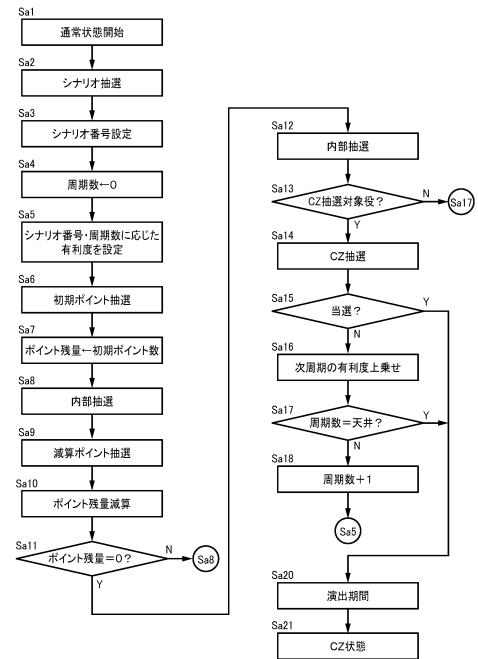 Sa1
通常状態開始
Sa2
シナリオ抽選
Sa3
シナリオ番号設定
Sa4
周期数←0
Sa5
シナリオ番号・周期数に応じた
有利度を設定
Sa6
初期ポイント抽選
Sa7
ポイント残量←初期ポイント数
Sa8
内部抽選
Sa9
減算ポイント抽選
Sa10
ポイント残量減算
Sa11
ポイント残量=0?
N
Sa8
Y
Sa12
内部抽選
Sa13
CZ抽選対象役?
N
Sa17
Y
Sa14
CZ抽選
Sa15
当選?
Y
N
Sa16
次周期の有利度上乗せ
Sa17
周期数=天井?
Y
N
Sa18
周期数+1
Sa5
Sa20
演出期間
Sa21
CZ状態